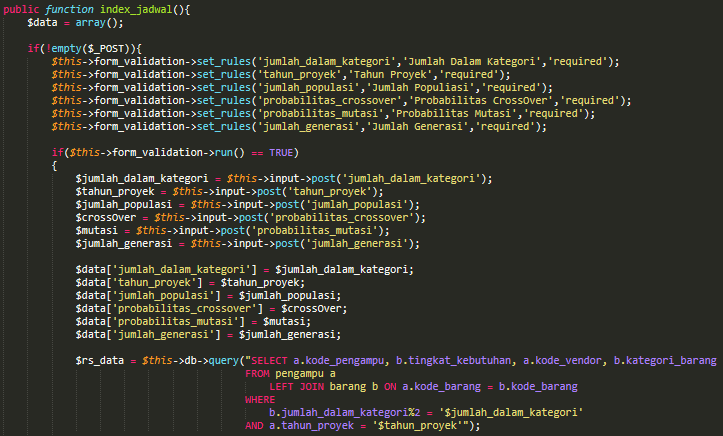 public function index_jadwal(){
$data = array();
if(!empty($_POST)){
$this->form_validation->set_rules('jumlah_dalam_kategori','Jumlah Dalam Kategori','required');
$this->form_validation->set_rules('tahun_proyek','Tahun Proyek','required');
$this->form_validation->set_rules('jumlah_populasi','Jumlah Populiasi','required');
$this->form_validation->set_rules('probabilitas_crossover','Probabilitas CrossOver','required');
$this->form_validation->set_rules('probabilitas_mutasi','Probabilitas Mutasi','required');
$this->form_validation->set_rules('jumlah_generasi','Jumlah Generasi','required');
if($this->form_validation->run() == TRUE)
{
$jumlah_dalam_kategori = $this->input->post('jumlah_dalam_kategori');
$tahun_proyek = $this->input->post('tahun_proyek');
$jumlah_populasi = $this->input->post('jumlah_populasi');
$crossOver = $this->input->post('probabilitas_crossover');
$mutasi = $this->input->post('probabilitas_mutasi');
$jumlah_generasi = $this->input->post('jumlah_generasi');
$data['jumlah_dalam_kategori'] = $jumlah_dalam_kategori;
$data['tahun_proyek'] = $tahun_proyek;
$data['jumlah_populasi'] = $jumlah_populasi;
$data['probabilitas_crossover'] = $crossOver;
$data['probabilitas_mutasi'] = $mutasi;
$data['jumlah_generasi'] = $jumlah_generasi;
$rs_data = $this->db->query("SELECT a.kode_pengampu, b.tingkat_kebutuhan, a.kode_vendor, b.kategori_barang
FROM pengampu a
LEFT JOIN barang b ON a.kode_barang = b.kode_barang
WHERE
b.jumlah_dalam_kategori%2 = '$jumlah_dalam_kategori'
AND a.tahun_proyek = '$tahun_proyek'");